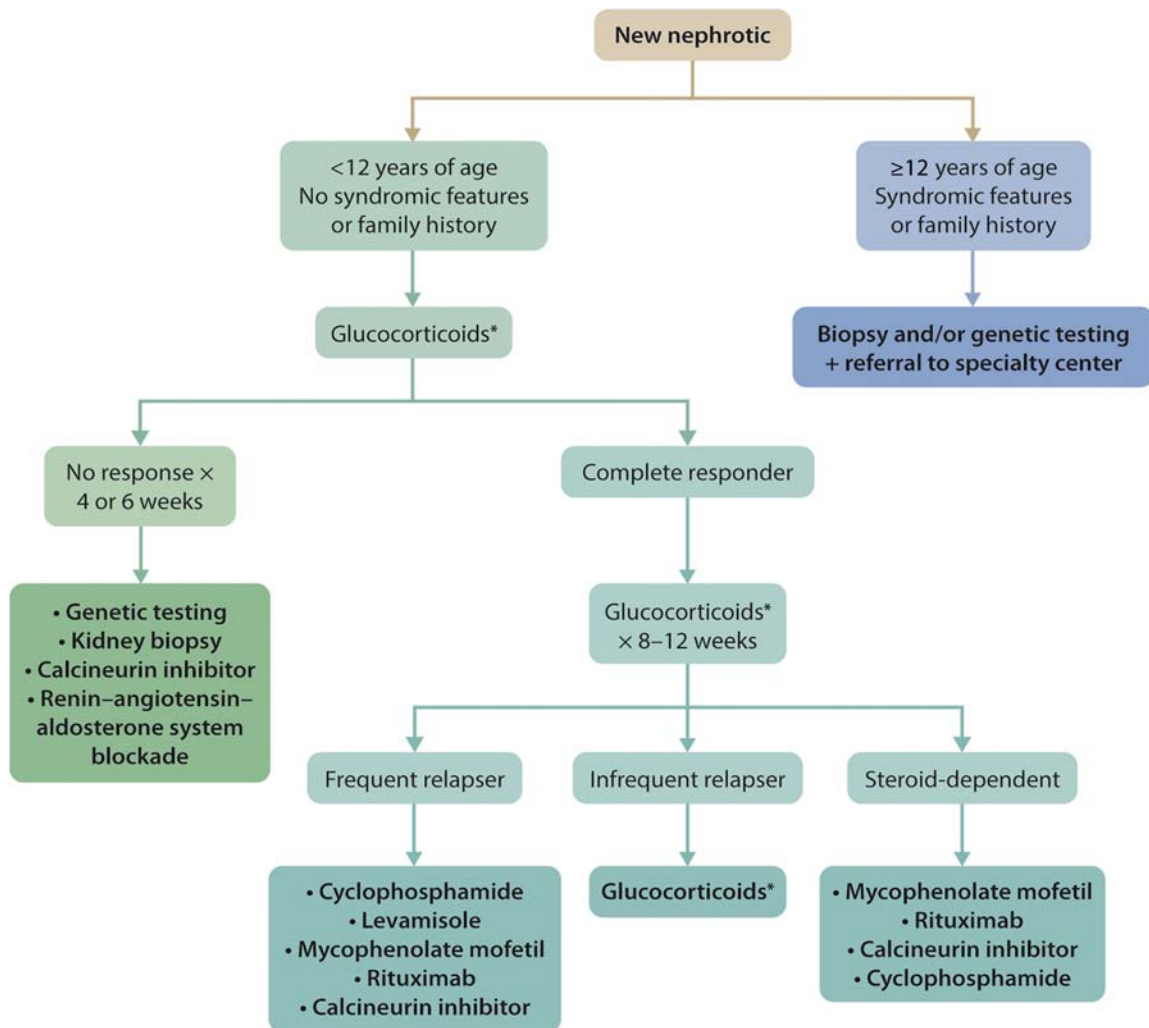 New nephrotic
<12 years of age
No syndromic features
or family history
≥12 years of age
Syndromic features
or family history
Glucocorticoids*
Biopsy and/or genetic testing
+ referral to specialty center
No response ×
4 or 6 weeks
Complete responder
• Genetic testing
• Kidney biopsy
• Calcineurin inhibitor
• Renin–angiotensin–
aldosterone system
blockade
Glucocorticoids*
× 8–12 weeks
Frequent relapser
Infrequent relapser
Steroid-dependent
• Cyclophosphamide
• Levamisole
• Mycophenolate mofetil
• Rituximab
• Calcineurin inhibitor
Glucocorticoids*
• Mycophenolate mofetil
• Rituximab
• Calcineurin inhibitor
• Cyclophosphamide